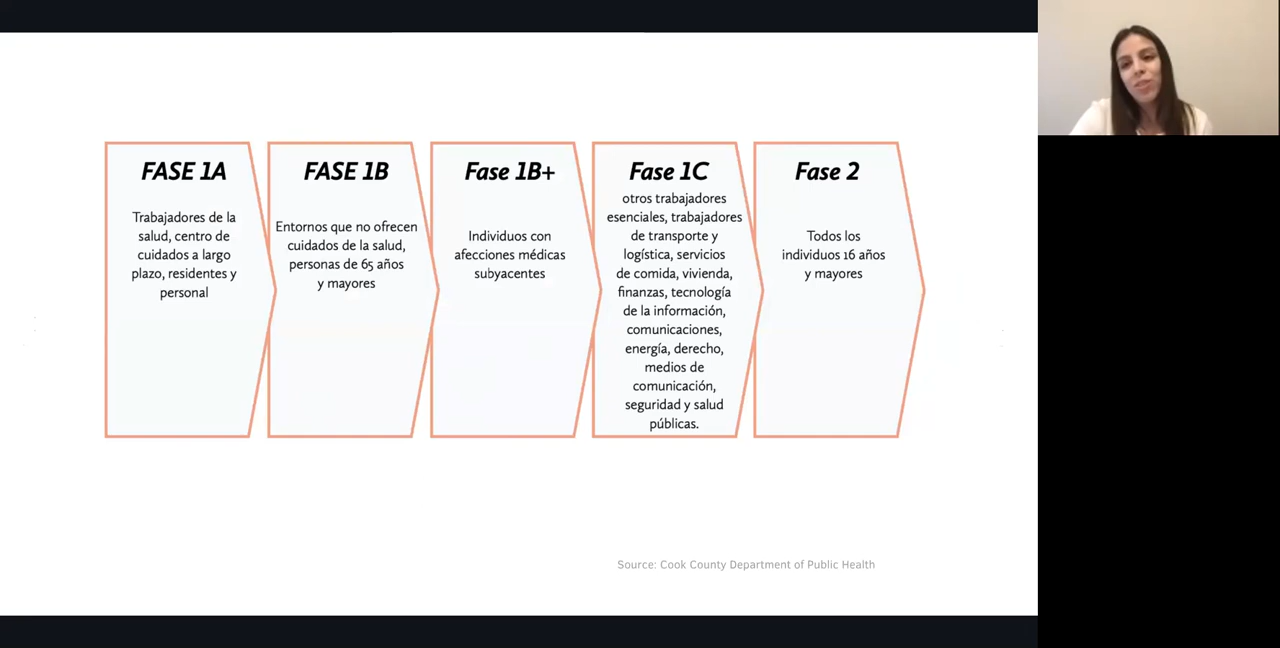 FASE 1A
Trabajadores de la
salud, centro de
cuidados a largo
plazo, residentes y
personal
FASE 1B
Entornos que no ofrecen
cuidados de la salud,
personas de 65 años
y mayores
Fase 1B+
Individuos con
afecciones médicas
subyacentes
Fase 1C
otros trabajadores
esenciales, trabajadores
de transporte y
logística, servicios
de comida, vivienda,
finanzas, tecnología
de la información,
comunicaciones,
energía, derecho,
medios de
comunicación,
seguridad y salud
públicas.
Fase 2
Todos los
individuos 16 años
y mayores
Source: Cook County Department of Public Health